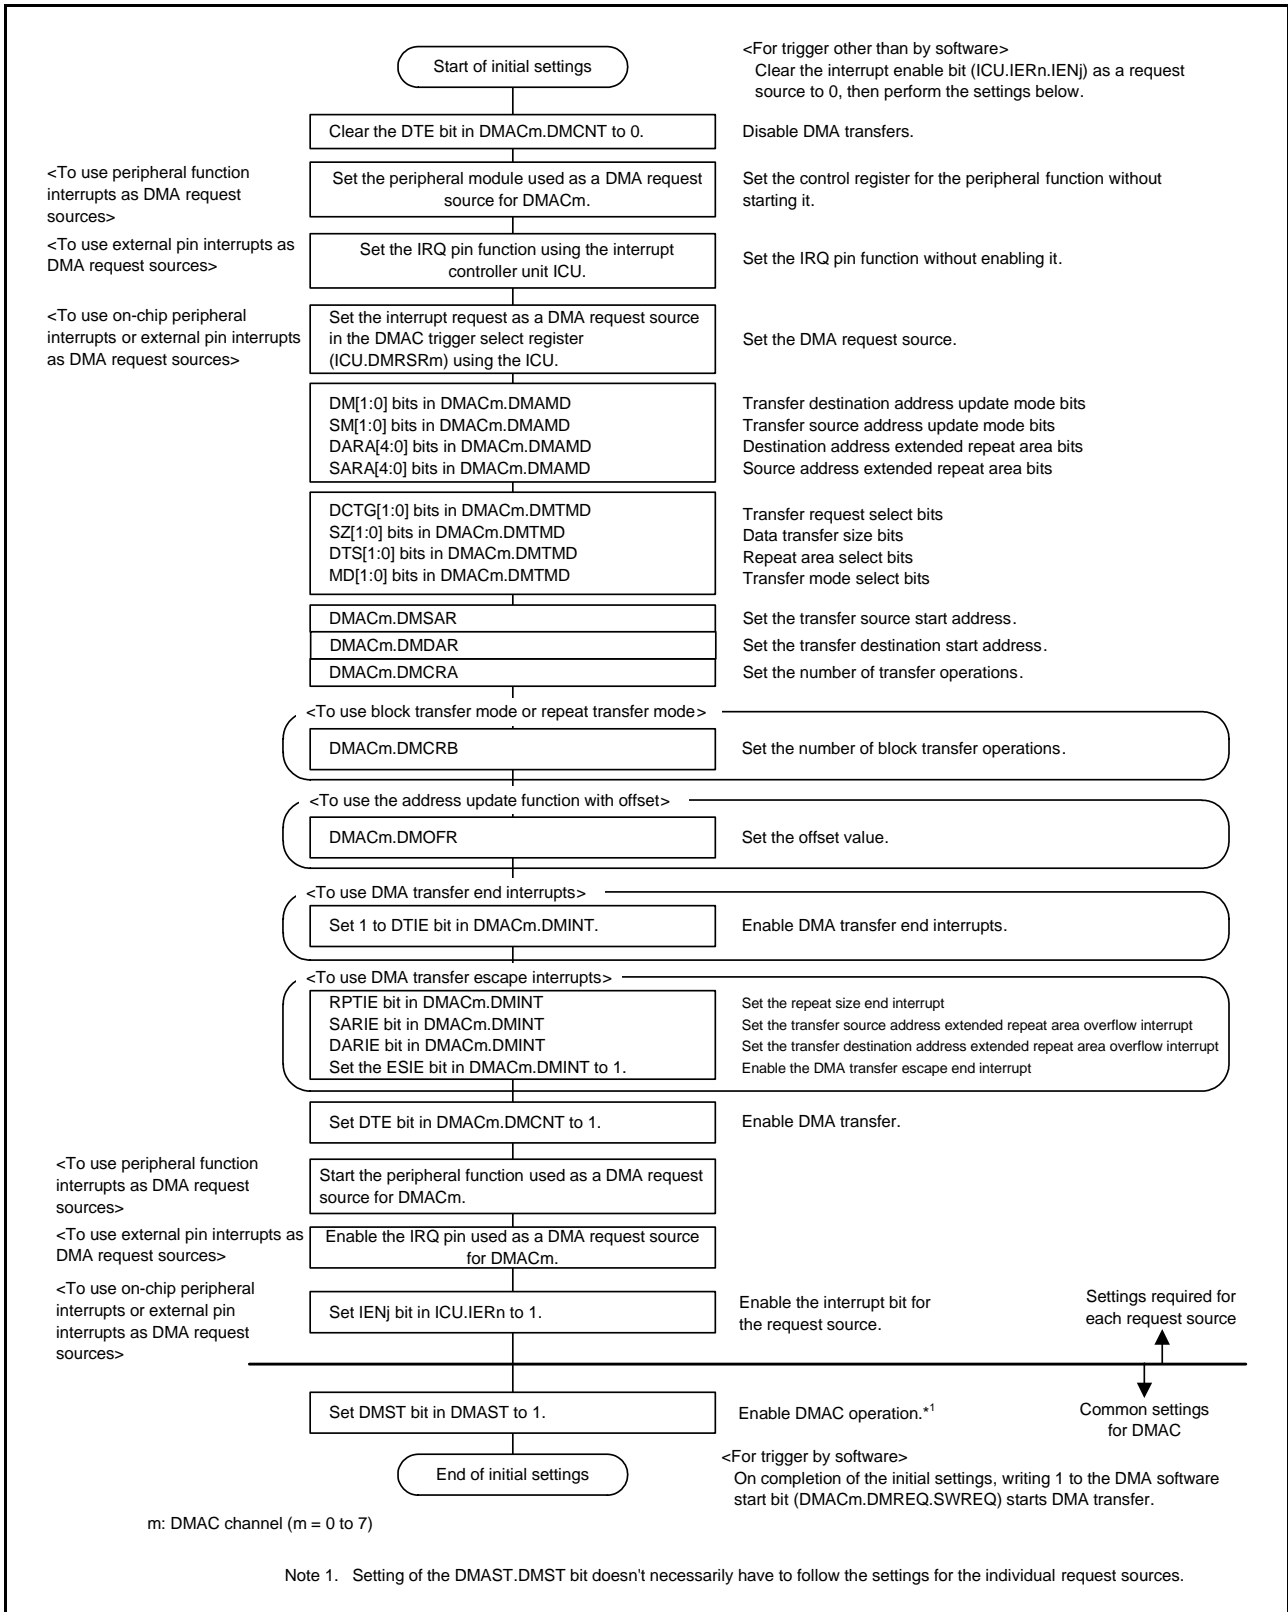 Start of initial settings
<For trigger other than by software>
Clear the interrupt enable bit (ICU.IERn.IENj) as a request
source to 0, then perform the settings below.
Clear the DTE bit in DMACm.DMCNT to 0.
Disable DMA transfers.
<To use peripheral function
interrupts as DMA request
sources>
Set the peripheral module used as a DMA request
source for DMACm.
Set the control register for the peripheral function without
starting it.
<To use external pin interrupts as
DMA request sources>
Set the IRQ pin function using the interrupt
controller unit ICU.
Set the IRQ pin function without enabling it.
<To use on-chip peripheral
interrupts or external pin interrupts
as DMA request sources>
Set the interrupt request as a DMA request source
in the DMAC trigger select register
(ICU.DMRSRm) using the ICU.
Set the DMA request source.
DM[1:0] bits in DMACm.DMAMD
SM[1:0] bits in DMACm.DMAMD
DARA[4:0] bits in DMACm.DMAMD
SARA[4:0] bits in DMACm.DMAMD
Transfer destination address update mode bits
Transfer source address update mode bits
Destination address extended repeat area bits
Source address extended repeat area bits
DCTG[1:0] bits in DMACm.DMTMD
SZ[1:0] bits in DMACm.DMTMD
DTS[1:0] bits in DMACm.DMTMD
MD[1:0] bits in DMACm.DMTMD
Transfer request select bits
Data transfer size bits
Repeat area select bits
Transfer mode select bits
DMACm.DMSAR
Set the transfer source start address.
DMACm.DMDAR
Set the transfer destination start address.
DMACm.DMCRA
Set the number of transfer operations.
<To use block transfer mode or repeat transfer mode>
DMACm.DMCRB
Set the number of block transfer operations.
<To use the address update function with offset>
DMACm.DMOFR
Set the offset value.
<To use DMA transfer end interrupts>
Set 1 to DTIE bit in DMACm.DMINT.
Enable DMA transfer end interrupts.
<To use DMA transfer escape interrupts>
RPTIE bit in DMACm.DMINT
SARIE bit in DMACm.DMINT
DARIE bit in DMACm.DMINT
Set the ESIE bit in DMACm.DMINT to 1.
Set the repeat size end interrupt
Set the transfer source address extended repeat area overflow interrupt
Set the transfer destination address extended repeat area overflow interrupt
Enable the DMA transfer escape end interrupt
Set DTE bit in DMACm.DMCNT to 1.
Enable DMA transfer.
<To use peripheral function
interrupts as DMA request
sources>
Start the peripheral function used as a DMA request
source for DMACm.
<To use external pin interrupts as
DMA request sources>
Enable the IRQ pin used as a DMA request source
for DMACm.
<To use on-chip peripheral
interrupts or external pin
interrupts as DMA request
sources>
Set IENj bit in ICU.IERn to 1.
Enable the interrupt bit for
the request source.
Settings required for
each request source
Set DMST bit in DMAST to 1.
Enable DMAC operation.*1
Common settings
for DMAC
End of initial settings
<For trigger by software>
On completion of the initial settings, writing 1 to the DMA software
start bit (DMACm.DMREQ.SWREQ) starts DMA transfer.
m: DMAC channel (m = 0 to 7)
Note 1. Setting of the DMAST.DMST bit doesn't necessarily have to follow the settings for the individual request sources.